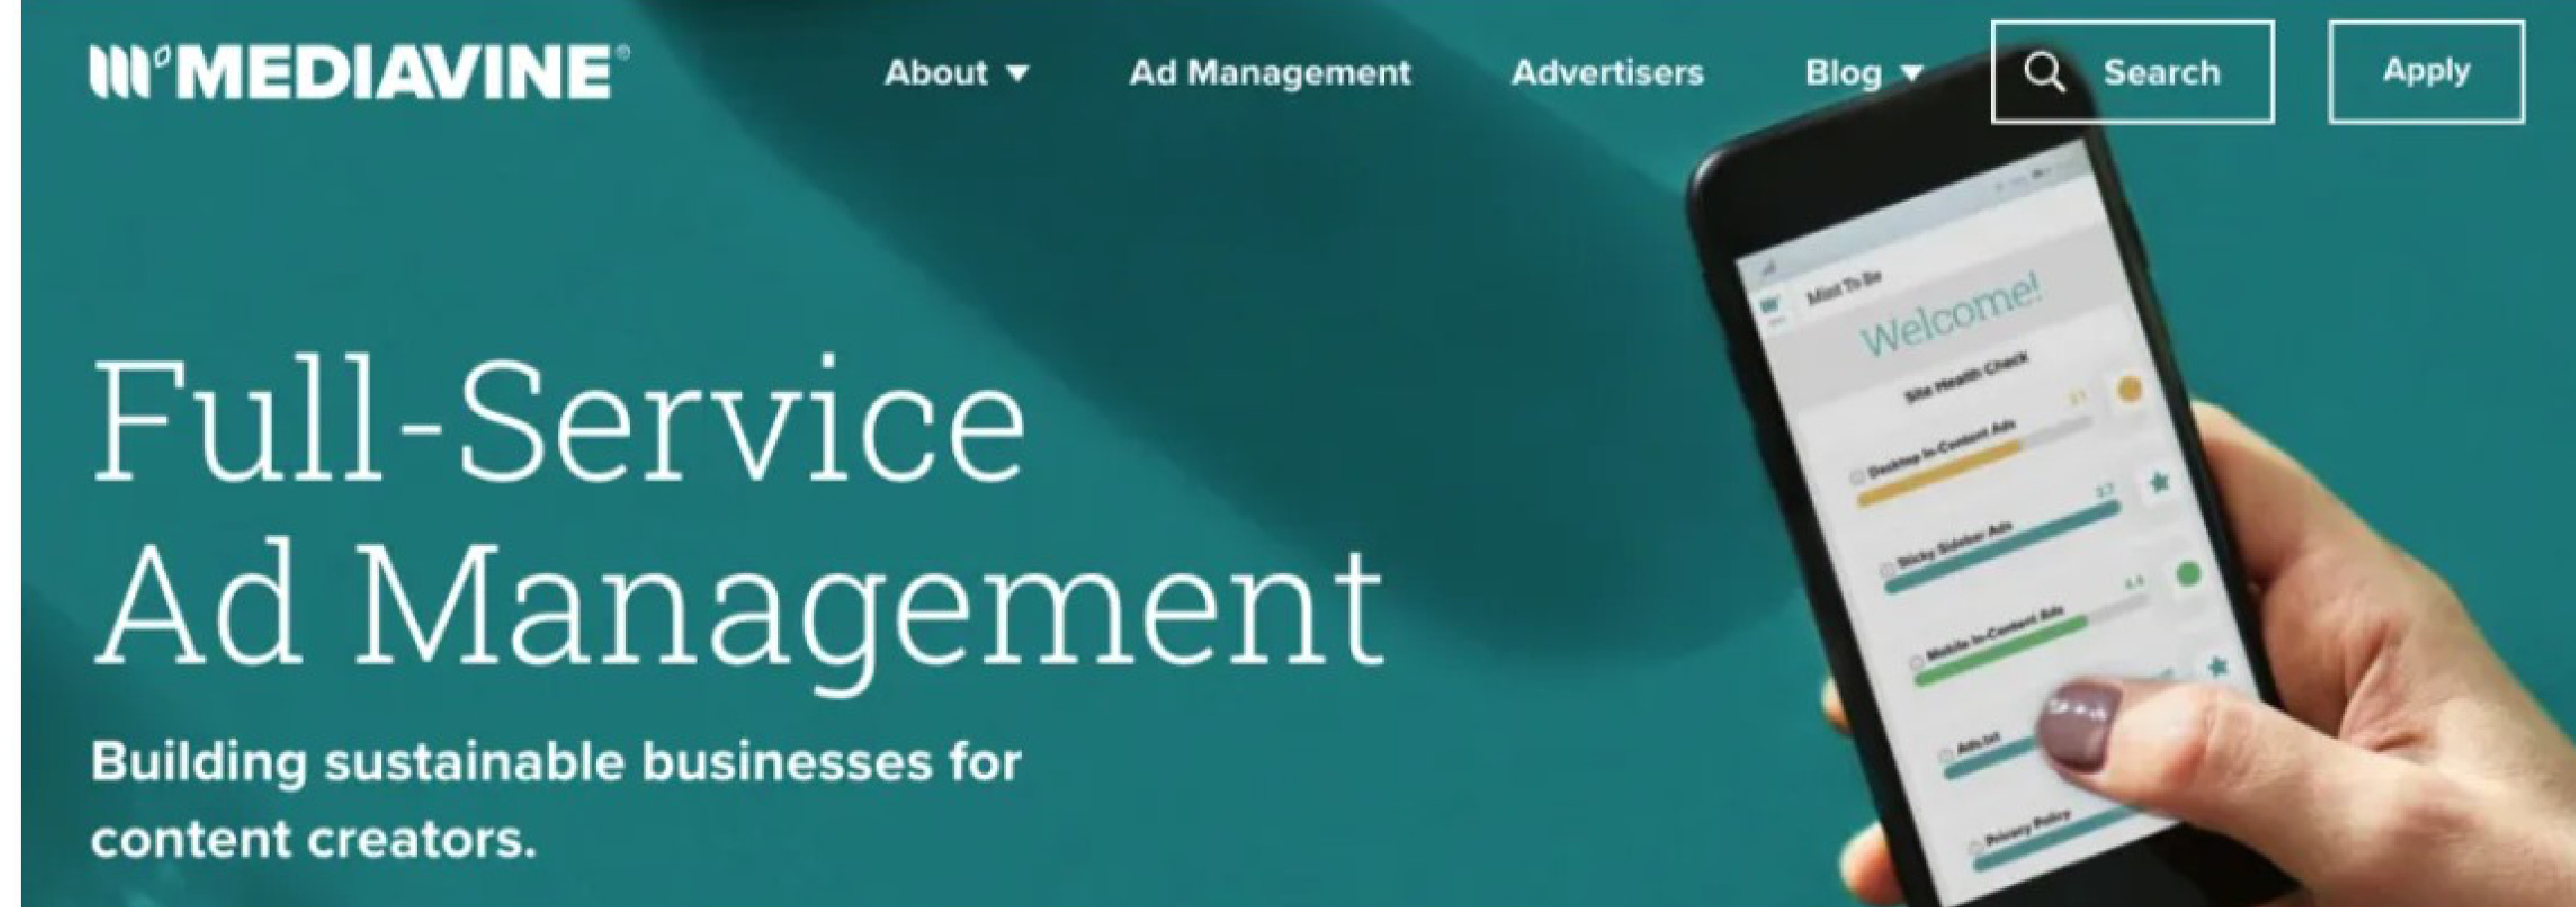 MEDIAVINE®
About
Ad Management
Advertisers
Blog
Search
Apply
Full-Service
Ad Management
Building sustainable businesses for
content creators.
Mint To Be
Welcome!
Site Health Check
Desktop In-Content Ads
Sticky Sidebar Ads
Mobile In-Content Ads
Ads.txt
Privacy Policy